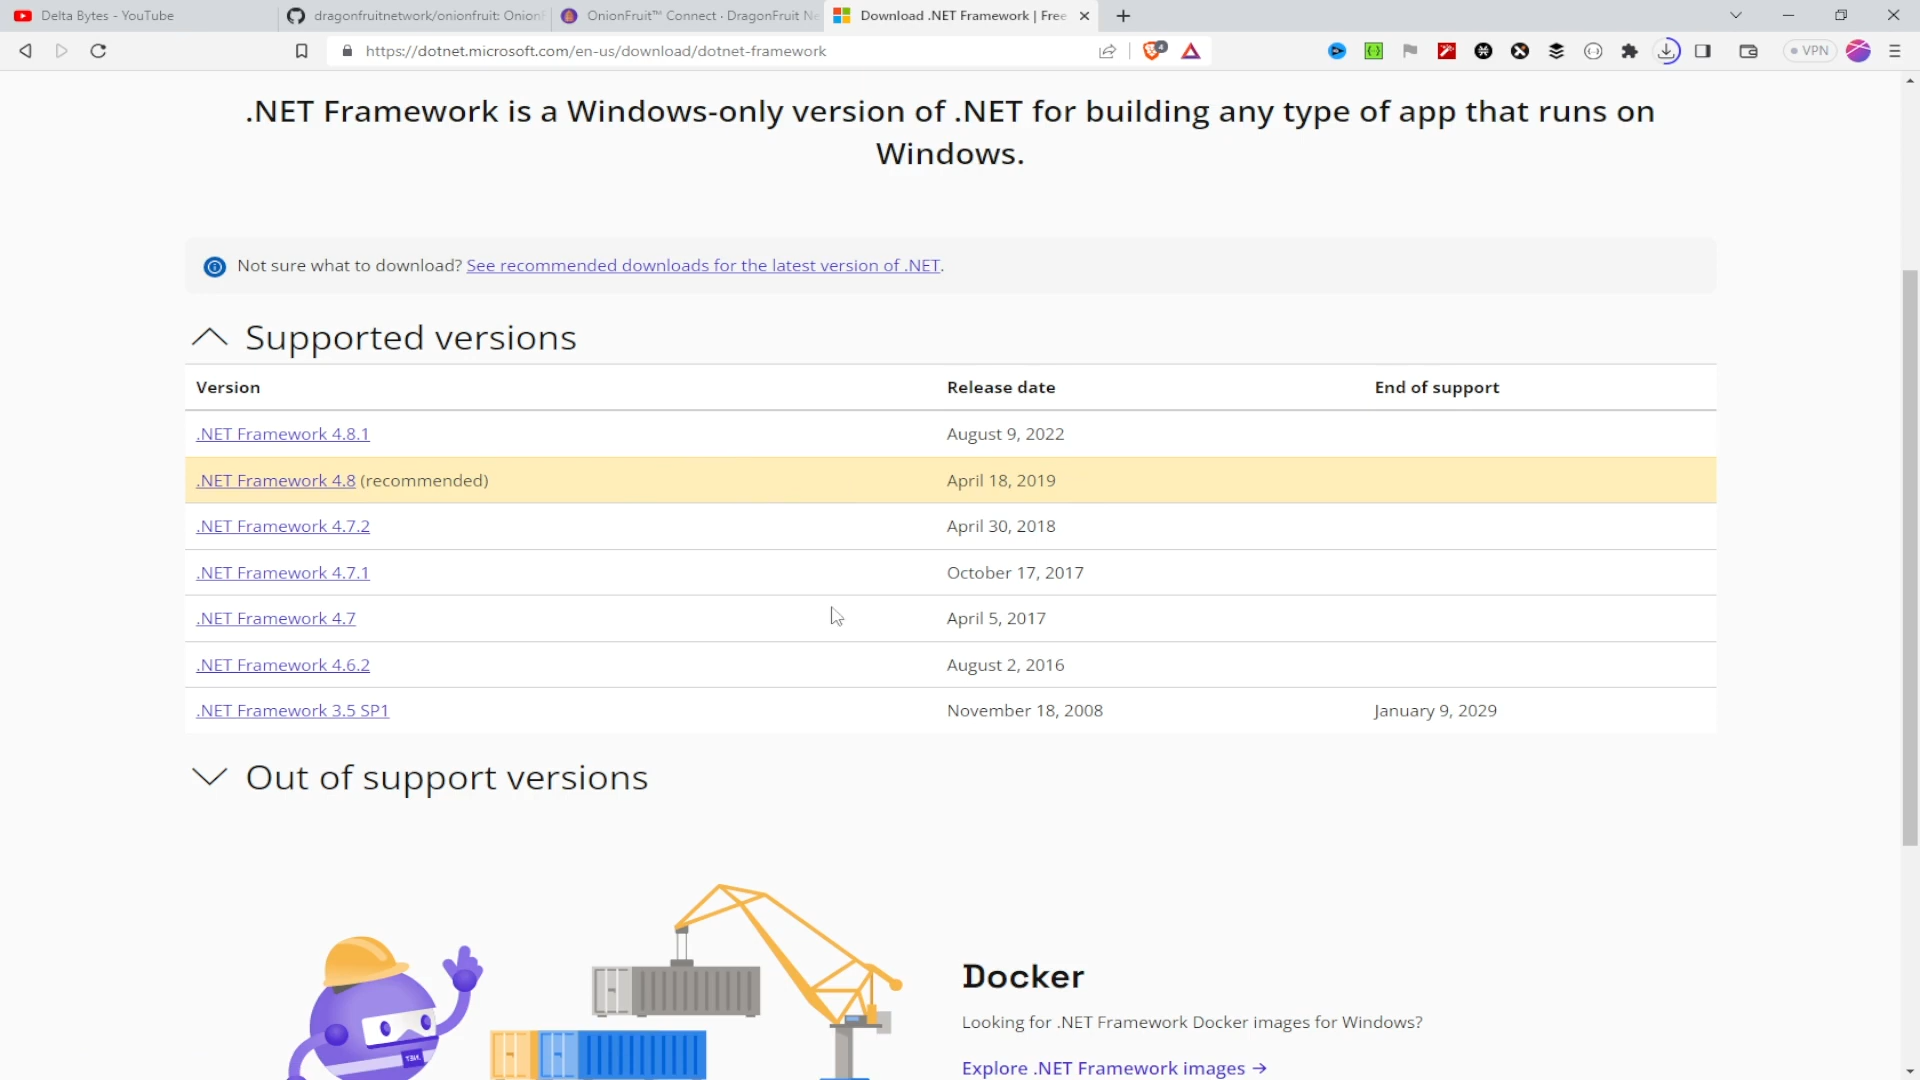 Delta Bytes - YouTube
dragonfruitnetwork/onionfruit: Onion
OnionFruit™ Connect · DragonFruit Ne
Download .NET Framework | Free
https://dotnet.microsoft.com/en-us/download/dotnet-framework
4
VPN
.NET Framework is a Windows-only version of .NET for building any type of app that runs on
Windows.
Not sure what to download? See recommended downloads for the latest version of .NET.
Supported versions
Version Release date End of support
.NET Framework 4.8.1 August 9, 2022
.NET Framework 4.8 (recommended) April 18, 2019
.NET Framework 4.7.2 April 30, 2018
.NET Framework 4.7.1 October 17, 2017
.NET Framework 4.7 April 5, 2017
.NET Framework 4.6.2 August 2, 2016
.NET Framework 3.5 SP1 November 18, 2008 January 9, 2029
Out of support versions
Docker
Looking for .NET Framework Docker images for Windows?
Explore .NET Framework images →
.NET